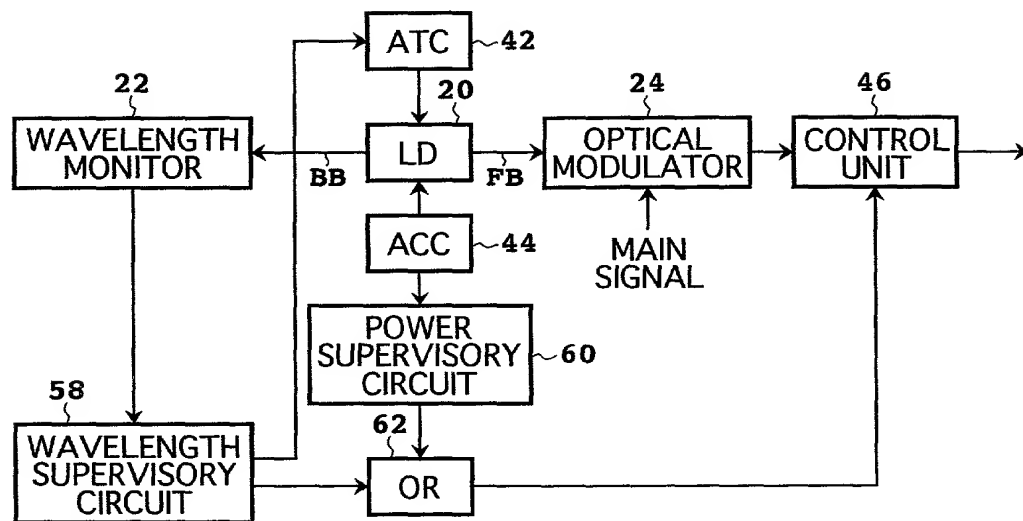 ATC
42
22
20
24
46
WAVELENGTH
MONITOR
BB
LD
FB
OPTICAL
MODULATOR
CONTROL
UNIT
ACC
44
MAIN
SIGNAL
POWER
SUPERVISORY
CIRCUIT
60
58
62
WAVELENGTH
SUPERVISORY
CIRCUIT
OR